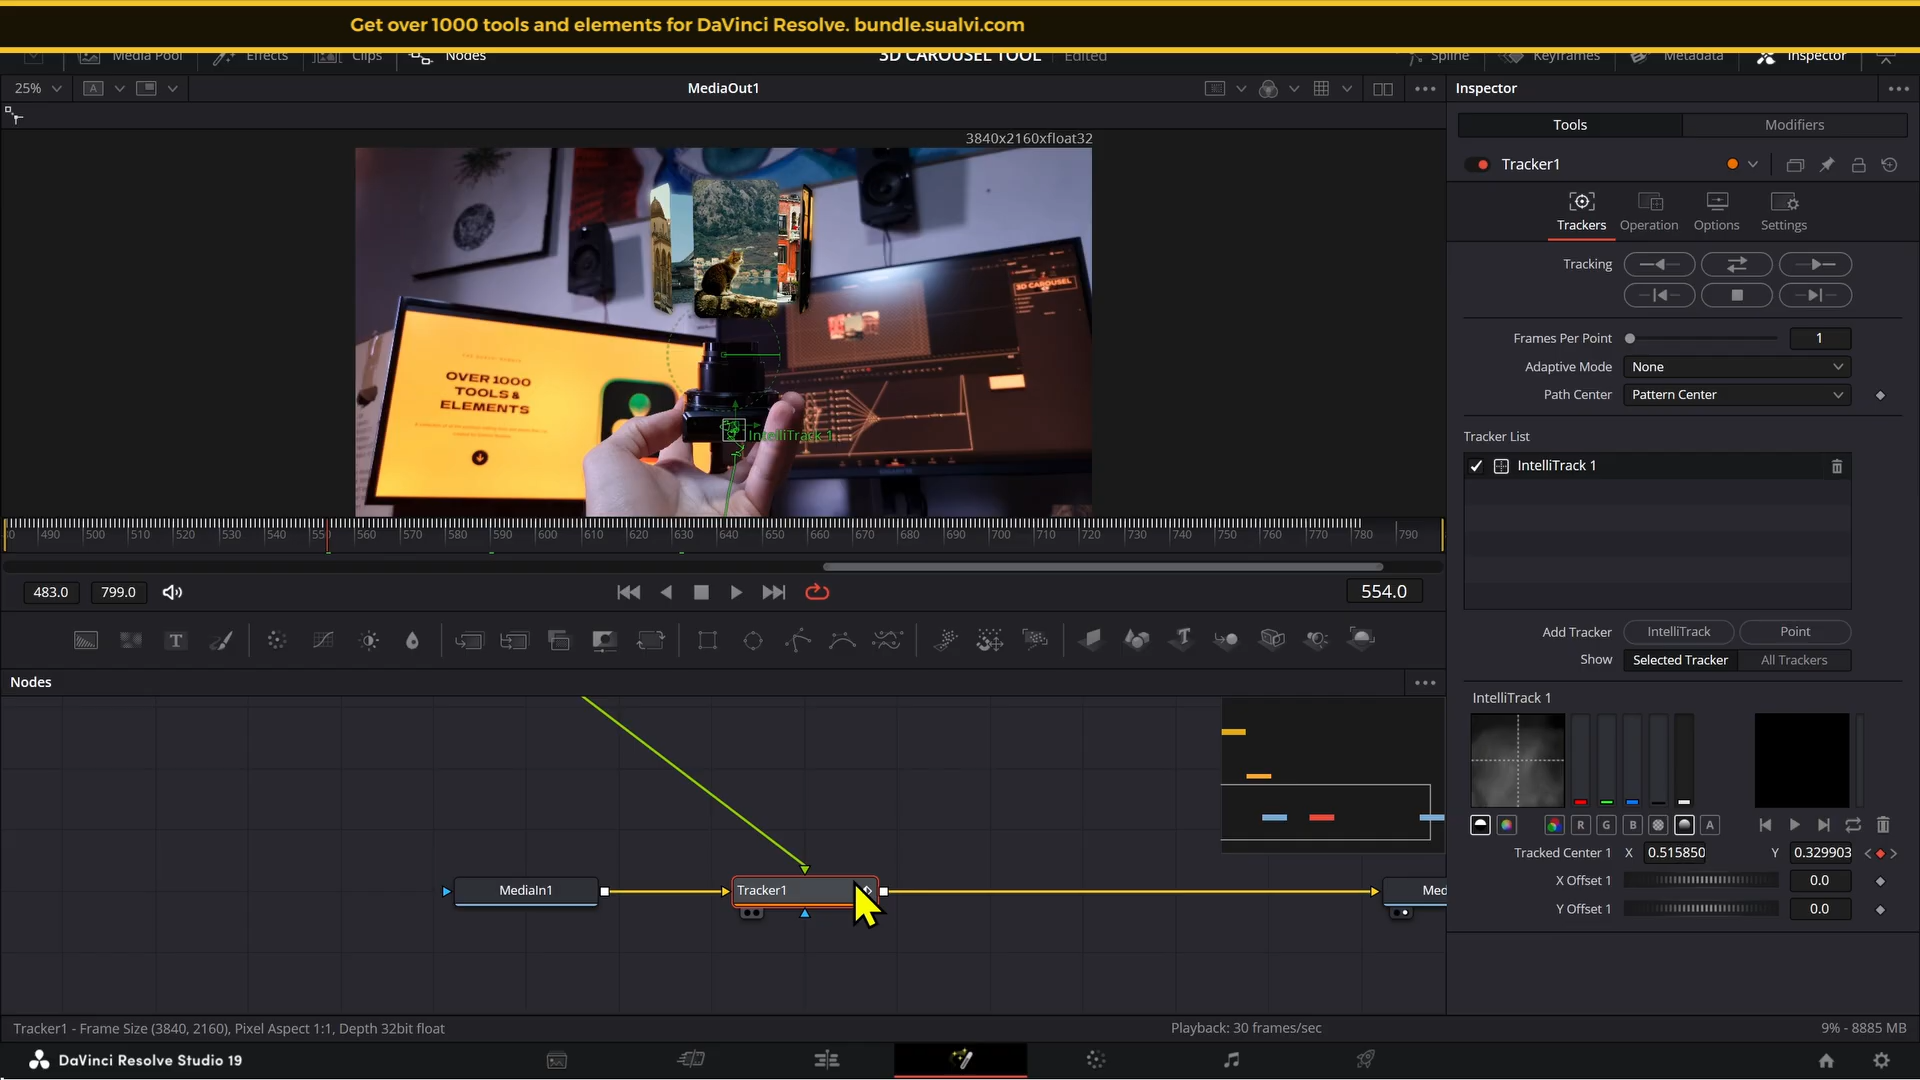 Get over 1000 tools and elements for DaVinci Resolve. bundle.sualvi.com
Media Pool
Effects
Clips
Nodes
3D CAROUSEL TOOL
Edited
Spline
Keyframes
Metadata
Inspector
25%
A
MediaOut1
Inspector
3840x2160xfloat32
Tools
Modifiers
Tracker1
Trackers
Operation
Options
Settings
Tracking
Frames Per Point
1
Adaptive Mode
None
Path Center
Pattern Center
OVER 1000
TOOLS &
ELEMENTS
3D CAROUSEL
IntelliTrack 1
Tracker List
IntelliTrack 1
490 500 510 520 530 540 550 560 570 580 590 600 610 620 630 640 650 660 670 680 690 700 710 720 730 740 750 760 770 780 790
483.0
799.0
554.0
Add Tracker
IntelliTrack
Point
Show
Selected Tracker
All Trackers
T
T
Nodes
IntelliTrack 1
R
G
B
A
Tracked Center 1
X
0.515850
Y
0.329903
X Offset 1
0.0
Y Offset 1
0.0
MediaIn1
Tracker1
Med
Tracker1 - Frame Size (3840, 2160), Pixel Aspect 1:1, Depth 32bit float
Playback: 30 frames/sec
9% - 8885 MB
DaVinci Resolve Studio 19